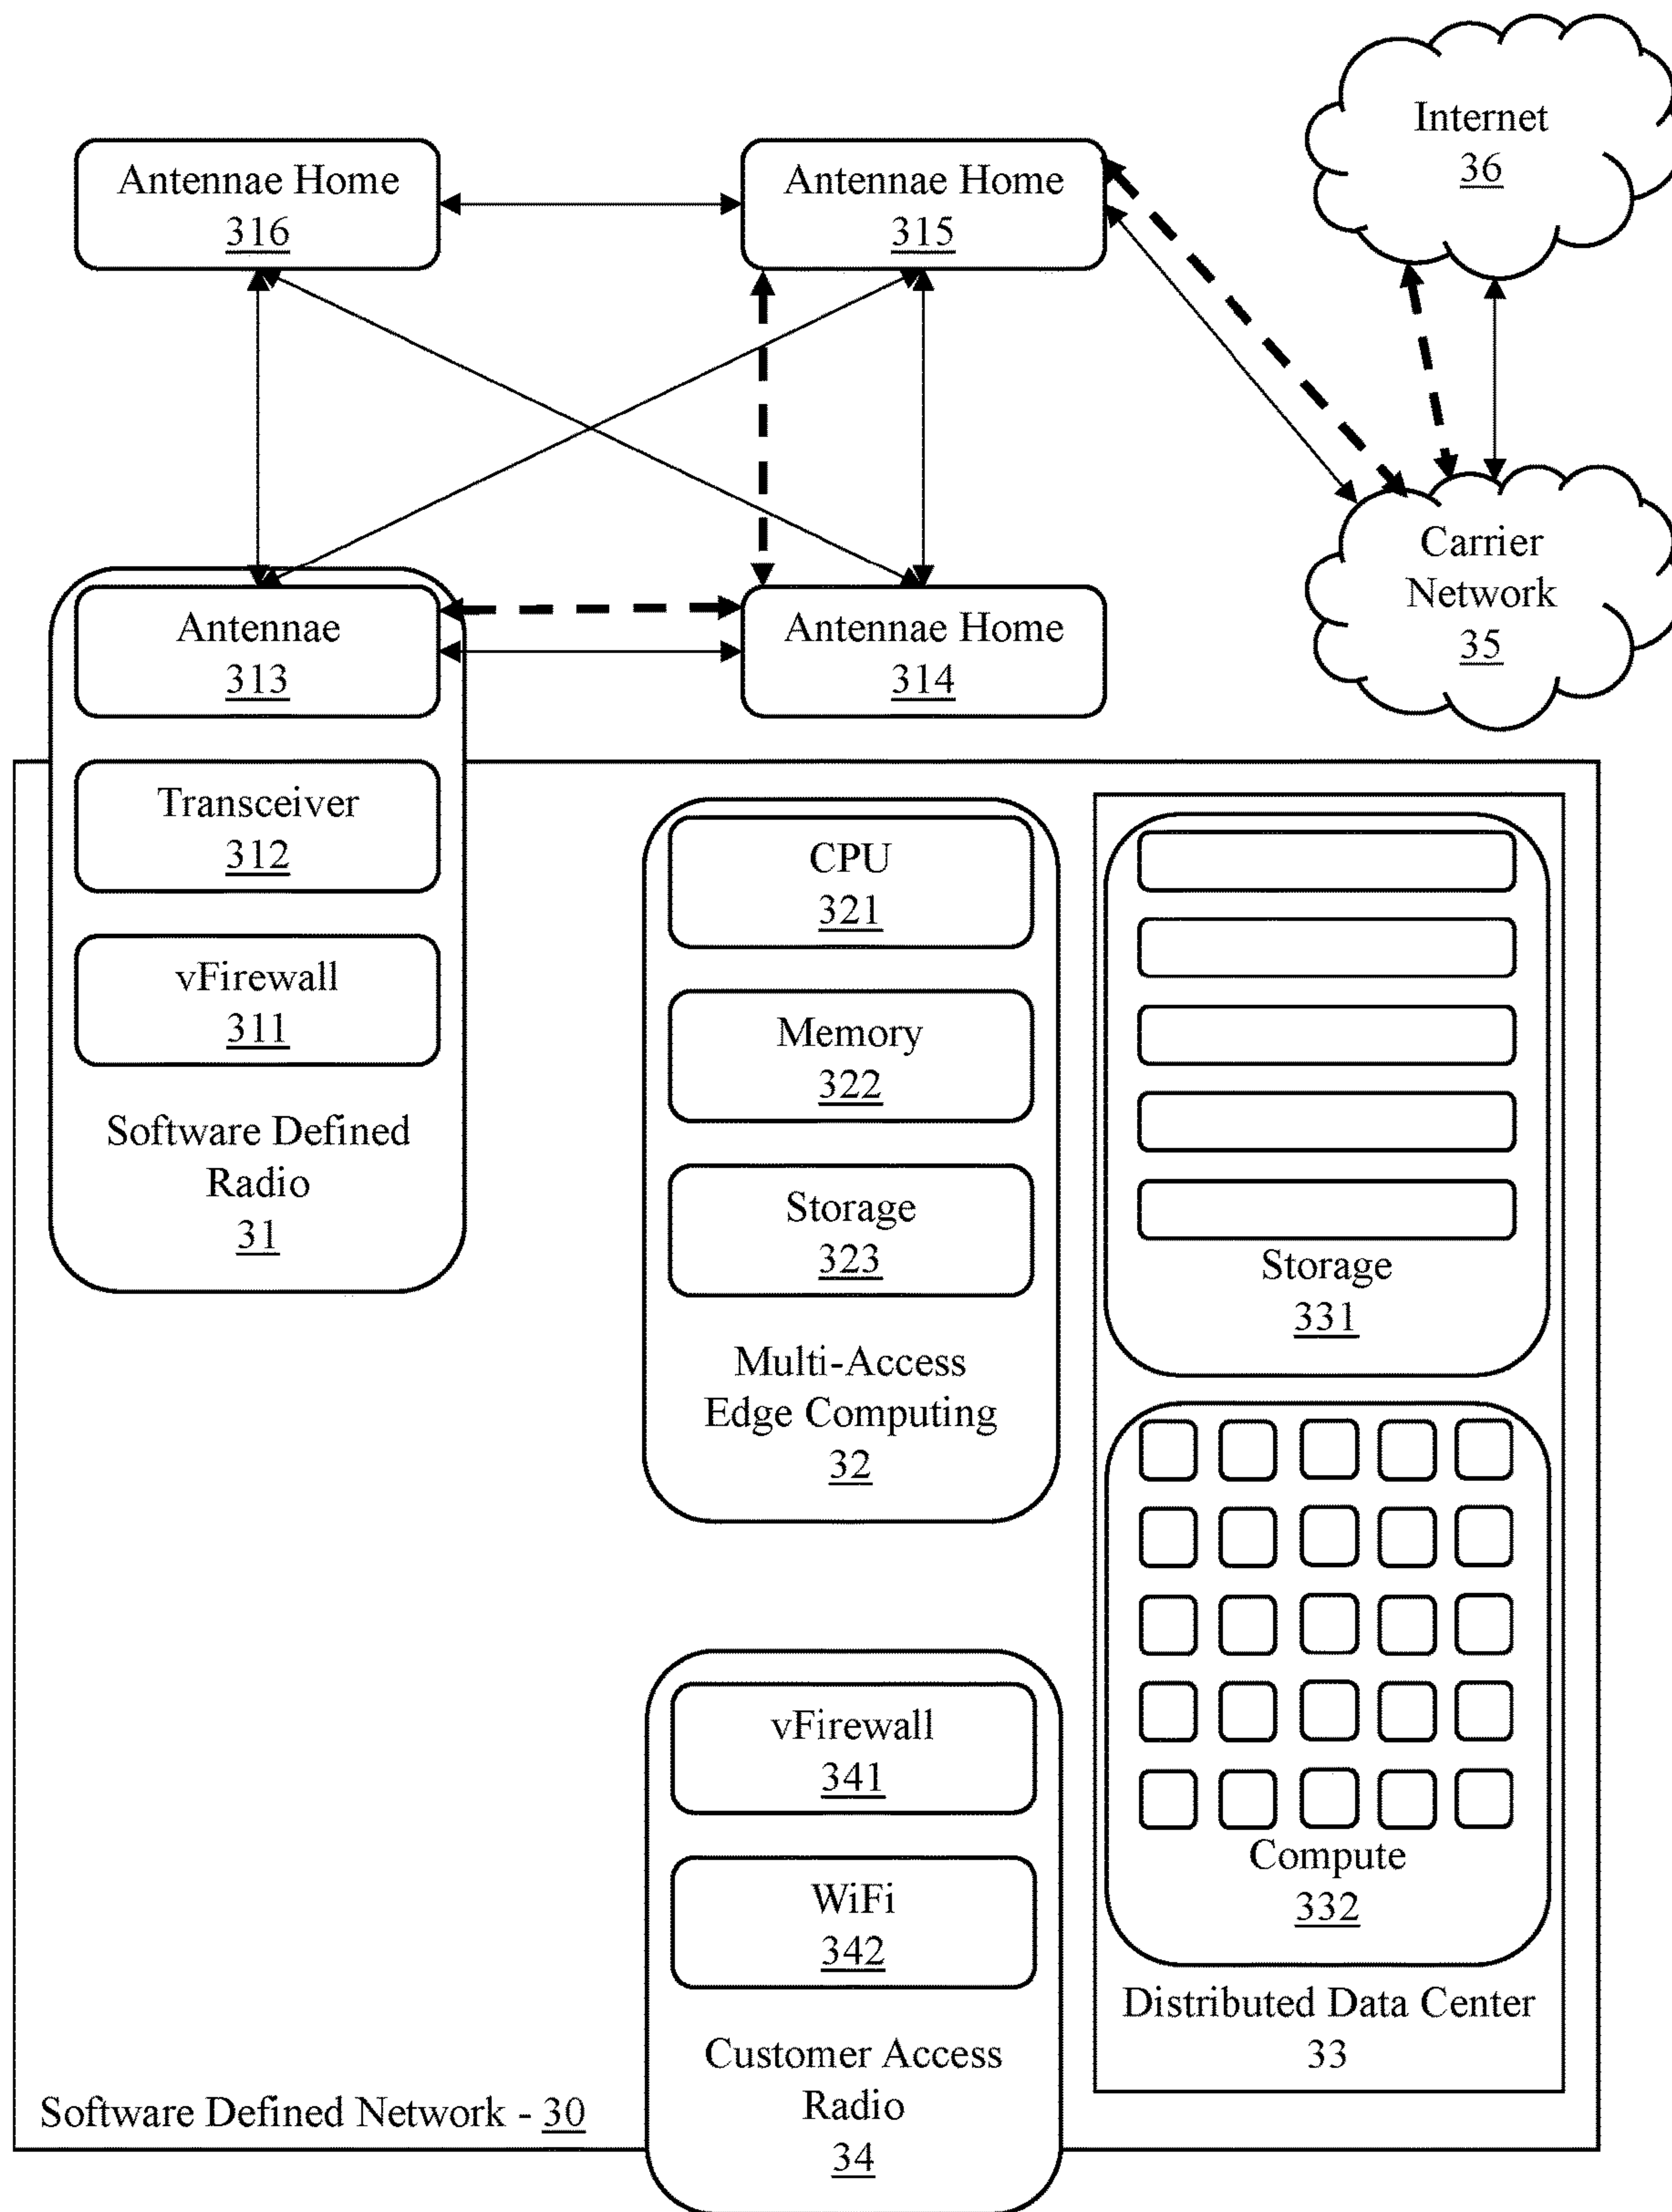 Internet
36
Antennae Home
316
Antennae Home
315
Carrier
Network
35
Antennae
313
Antennae Home
314
Transceiver
312
vFirewall
311
Software Defined
Radio
31
CPU
321
Memory
322
Storage
323
Multi-Access
Edge Computing
32
Storage
331
Compute
332
Distributed Data Center
33
vFirewall
341
WiFi
342
Customer Access
Radio
34
Software Defined Network - 30